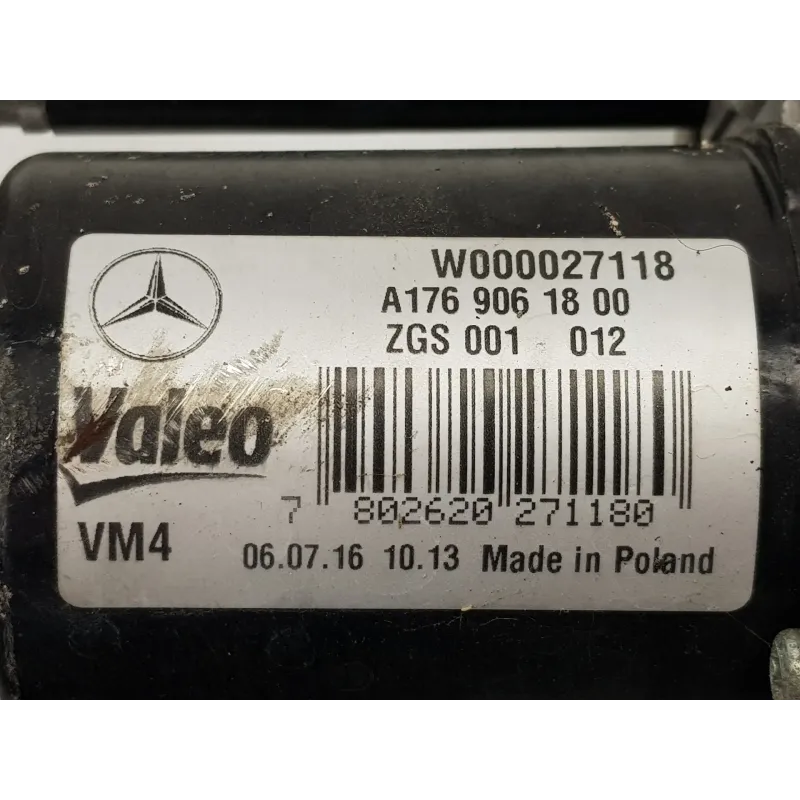 W000027118
A176 906 18 00
ZGS 001 012
Valeo
7 802620 271180
VM4 06.07.16 10.13 Made in Poland